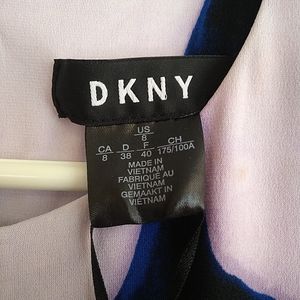 DKNY
US
8
CA D F CH
8 38 40 175/100A
MADE IN
VIETNAM
FABRIQUÉ AU
VIETNAM
GEMAAKT IN
VIETNAM